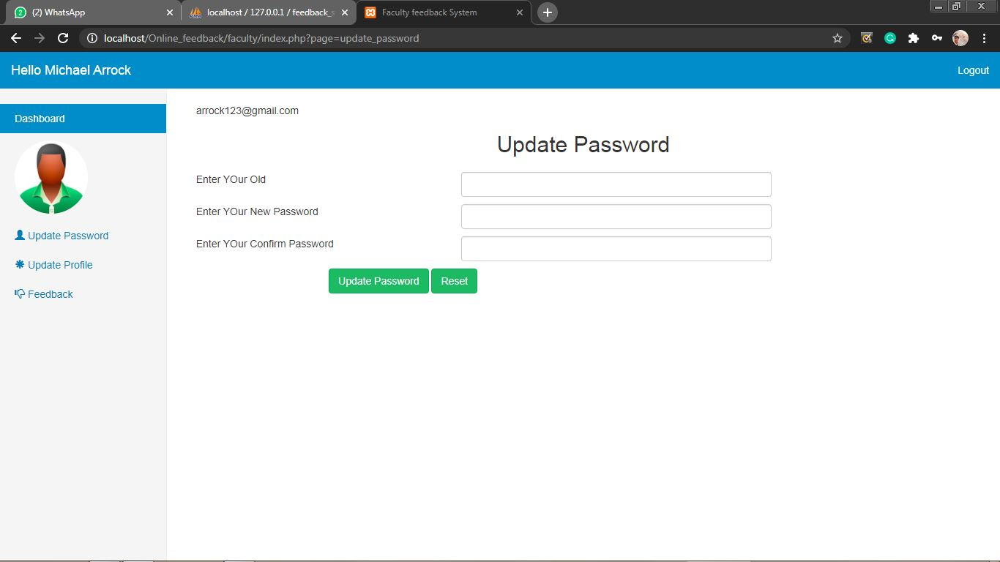 (2) WhatsApp
localhost / 127.0.0.1 / feedback_s
Faculty feedback System
localhost/Online_feedback/faculty/index.php?page=update_password
Hello Michael Arrock
Logout
Dashboard
arrock123@gmail.com
Update Password
Enter YOur Old
Enter YOur New Password
Enter YOur Confirm Password
Update Password Reset
Update Password
Update Profile
Feedback